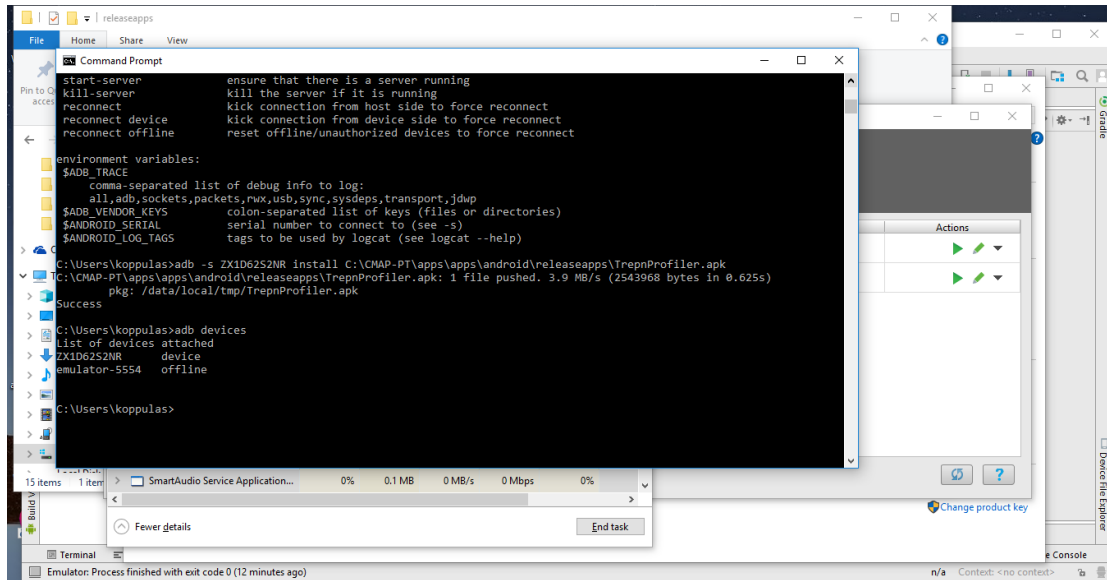 releaseapps
File Home Share View
Command Prompt
Pin to Q
acces
start-server ensure that there is a server running
kill-server kill the server if it is running
reconnect kick connection from host side to force reconnect
reconnect device kick connection from device side to force reconnect
reconnect offline reset offline/unauthorized devices to force reconnect
environment variables:
$ADB_TRACE
comma-separated list of debug info to log:
all,adb,sockets,packets,rwx,usb,sync,sysdeps,transport,jdwp
$ADB_VENDOR_KEYS colon-separated list of keys (files or directories)
$ANDROID_SERIAL serial number to connect to (see -s)
$ANDROID_LOG_TAGS tags to be used by logcat (see logcat --help)
C:\Users\koppulas>adb -s ZX1D62S2NR install C:\CMAP-PT\apps\apps\android\releaseapps\TrepnProfiler.apk
C:\CMAP-PT\apps\apps\android\releaseapps\TrepnProfiler.apk: 1 file pushed. 3.9 MB/s (2543968 bytes in 0.625s)
pkg: /data/local/tmp/TrepnProfiler.apk
Success
C:\Users\koppulas>adb devices
List of devices attached
ZX1D62S2NR device
emulator-5554 offline
C:\Users\koppulas>
Actions
Gradle
Device File Explorer
15 items 1 item
SmartAudio Service Application... 0% 0.1 MB 0 MB/s 0 Mbps 0%
Fewer details
End task
Change product key
Build V
Terminal
e Console
Emulator: Process finished with exit code 0 (12 minutes ago)
n/a Context: <no context>